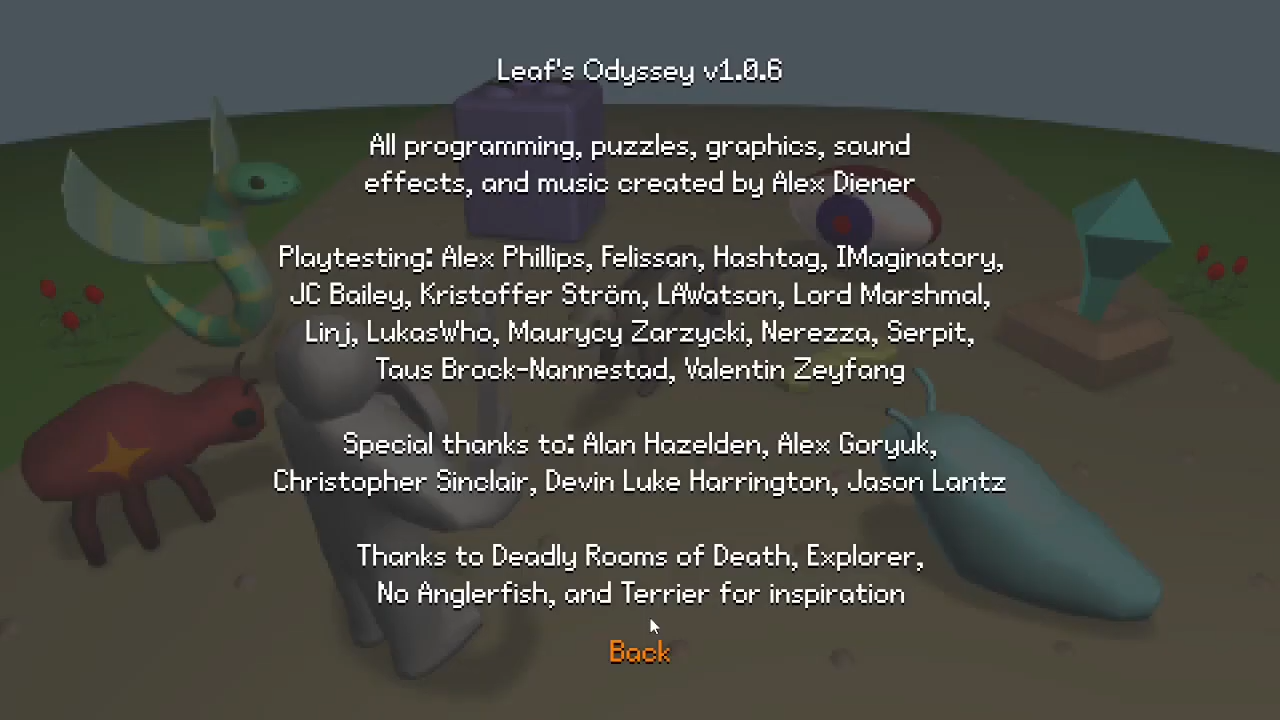 Leaf's Odyssey v1.0.6
All programming, puzzles, graphics, sound
effects, and music created by Alex Diener
Playtesting: Alex Phillips, Felissan, Hashtag, IMaginatory,
JC Bailey, Kristoffer Ström, LAWatson, Lord Marshmal,
Linj, LukasWho, Maurycy Zarzycki, Nerezza, Serpit,
Taus Brock-Nannestad, Valentin Zeyfang
Special thanks to: Alan Hazelden, Alex Goryuk,
Christopher Sinclair, Devin Luke Harrington, Jason Lantz
Thanks to Deadly Rooms of Death, Explorer,
No Anglerfish, and Terrier for inspiration
Back